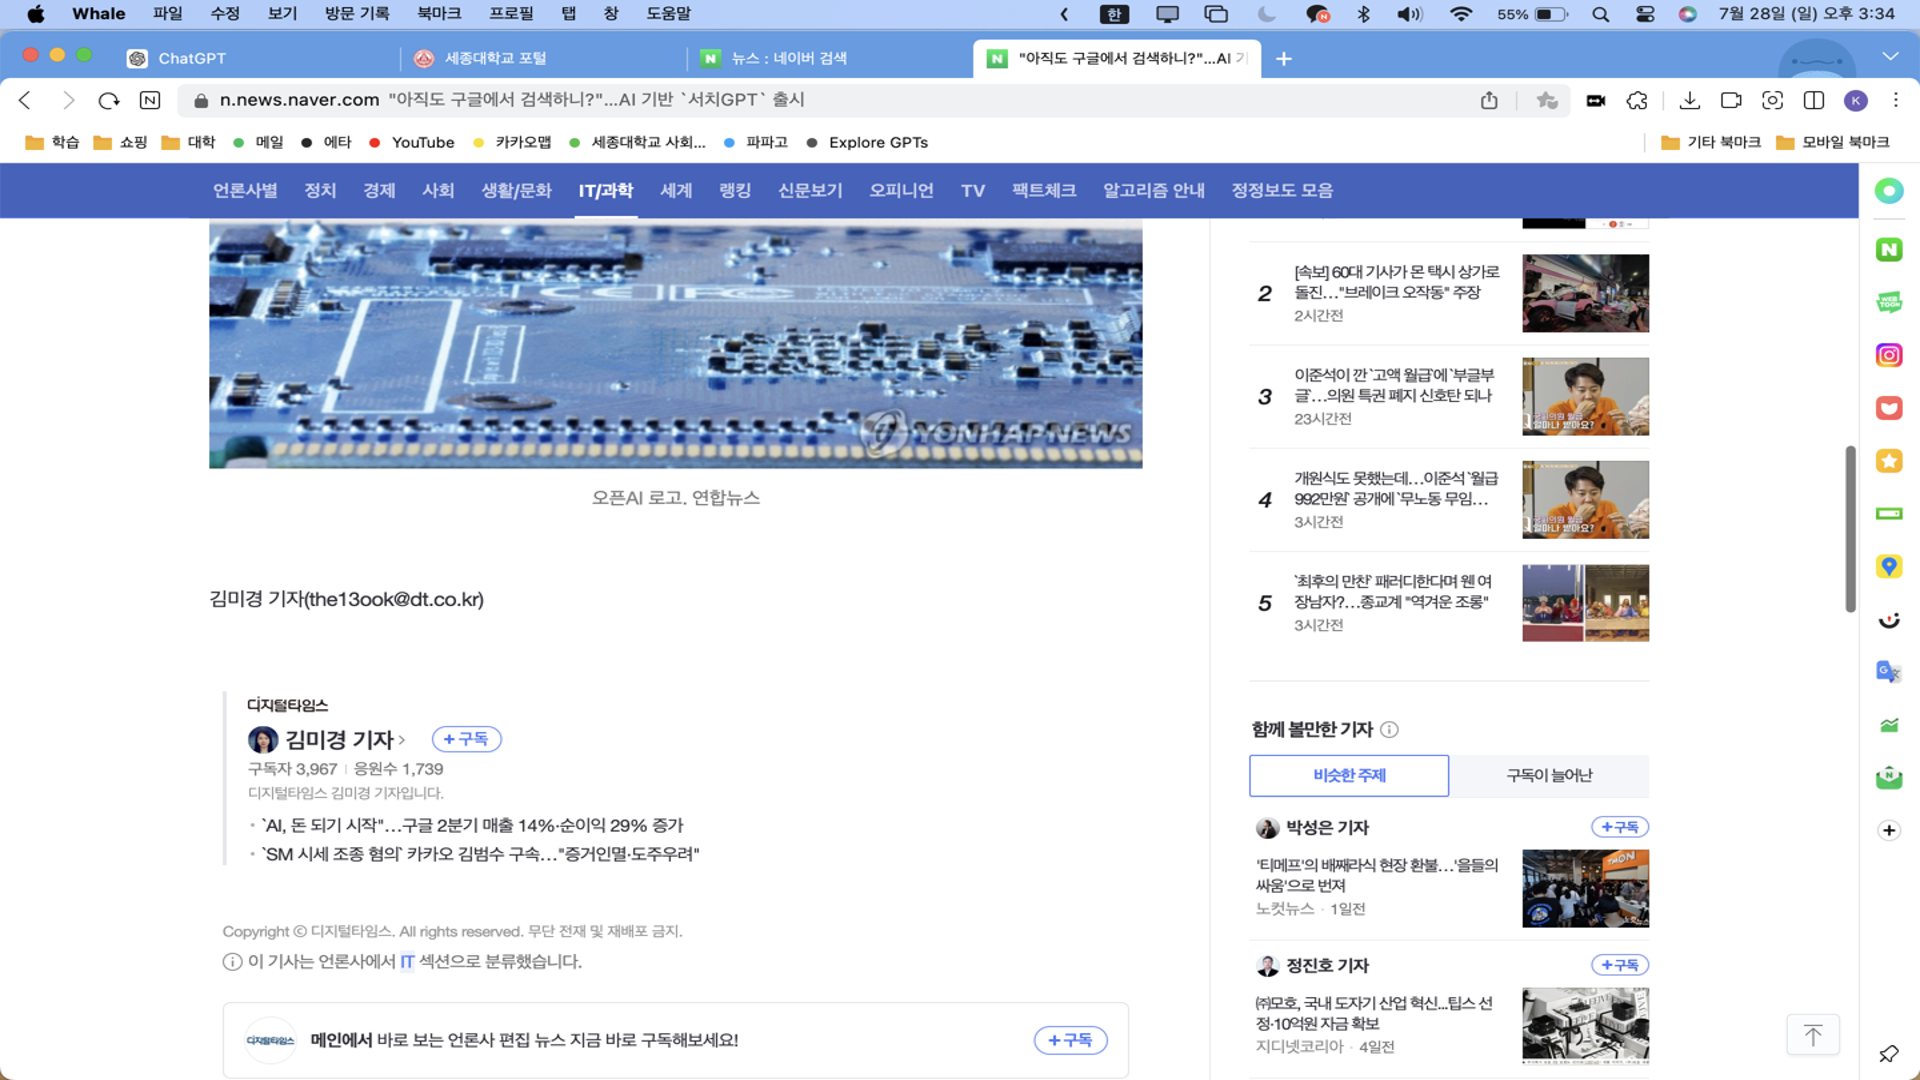 Whale 파일 수정 보기 방문 기록 북마크 프로필 탭 창 도움말 한 55% 7월 28일 (일) 오후 3:34
ChatGPT 세종대학교 포털 뉴스 : 네이버 검색 "아직도 구글에서 검색하니?"...AI 기
n.news.naver.com "아직도 구글에서 검색하니?"...AI 기반 `서치GPT` 출시 K
학습 쇼핑 대학 메일 에타 YouTube 카카오맵 세종대학교 사회... 파파고 Explore GPTs 기타 북마크 모바일 북마크
언론사별 정치 경제 사회 생활/문화 IT/과학 세계 랭킹 신문보기 오피니언 TV 팩트체크 알고리즘 안내 정정보도 모음
YONHAPNEWS
오픈AI 로고. 연합뉴스
김미경 기자(the13ook@dt.co.kr)
디지털타임스
김미경 기자 + 구독
구독자 3,967 응원수 1,739
디지털타임스 김미경 기자입니다.
· `AI, 돈 되기 시작"…구글 2분기 매출 14%·순이익 29% 증가
· `SM 시세 조종 혐의` 카카오 김범수 구속…"증거인멸·도주우려"
Copyright ⓒ 디지털타임스. All rights reserved. 무단 전재 및 재배포 금지.
이 기사는 언론사에서 IT 섹션으로 분류했습니다.
디지털타임스 메인에서 바로 보는 언론사 편집 뉴스 지금 바로 구독해보세요! + 구독
2
[속보] 60대 기사가 몬 택시 상가로
돌진…"브레이크 오작동" 주장
2시간전
3
이준석이 깐 `고액 월급`에 `부글부
글`…의원 특권 폐지 신호탄 되나
23시간전
국회의원 월급
얼마나 받아요?
4
개원식도 못했는데…이준석 `월급
992만원` 공개에 `무노동 무임…
3시간전
국회의원 월급
얼마나 받아요?
5
`최후의 만찬` 패러디한다며 웬 여
장남자?…종교계 "역겨운 조롱"
3시간전
함께 볼만한 기자
비슷한 주제 구독이 늘어난
박성은 기자 + 구독
'티메프'의 배째라식 현장 환불…'을들의
싸움'으로 번져
노컷뉴스 · 1일전
TMON
정진호 기자 + 구독
㈜모호, 국내 도자기 산업 혁신...팁스 선
정·10억원 자금 확보
지디넷코리아 · 4일전